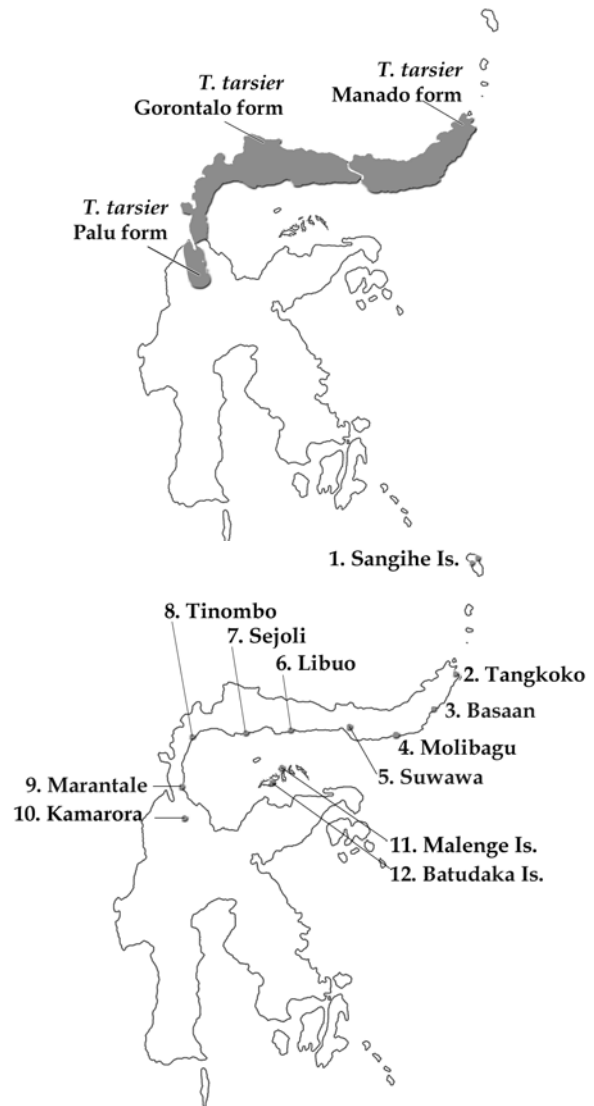 T. tarsier
Manado form
T. tarsier
Gorontalo form
T. tarsier
Palu form
1. Sangihe Is.
8. Tinombo
7. Sejoli
6. Libuo
2. Tangkoko
3. Basaan
4. Molibagu
5. Suwawa
9. Marantale
10. Kamarora
11. Malenge Is.
12. Batudaka Is.